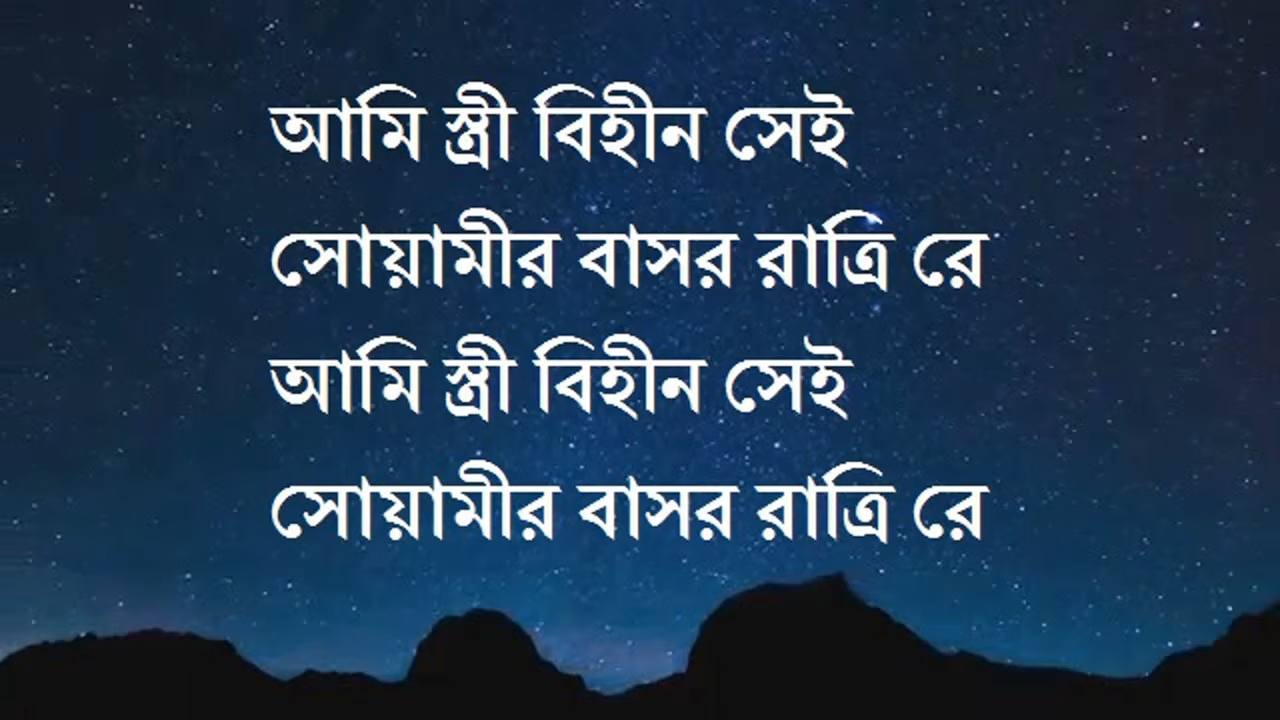 আমি স্ত্রী বিহীন সেই
সোয়ামীর বাসর রাত্রি রে
আমি স্ত্রী বিহীন সেই
সোয়ামীর বাসর রাত্রি রে